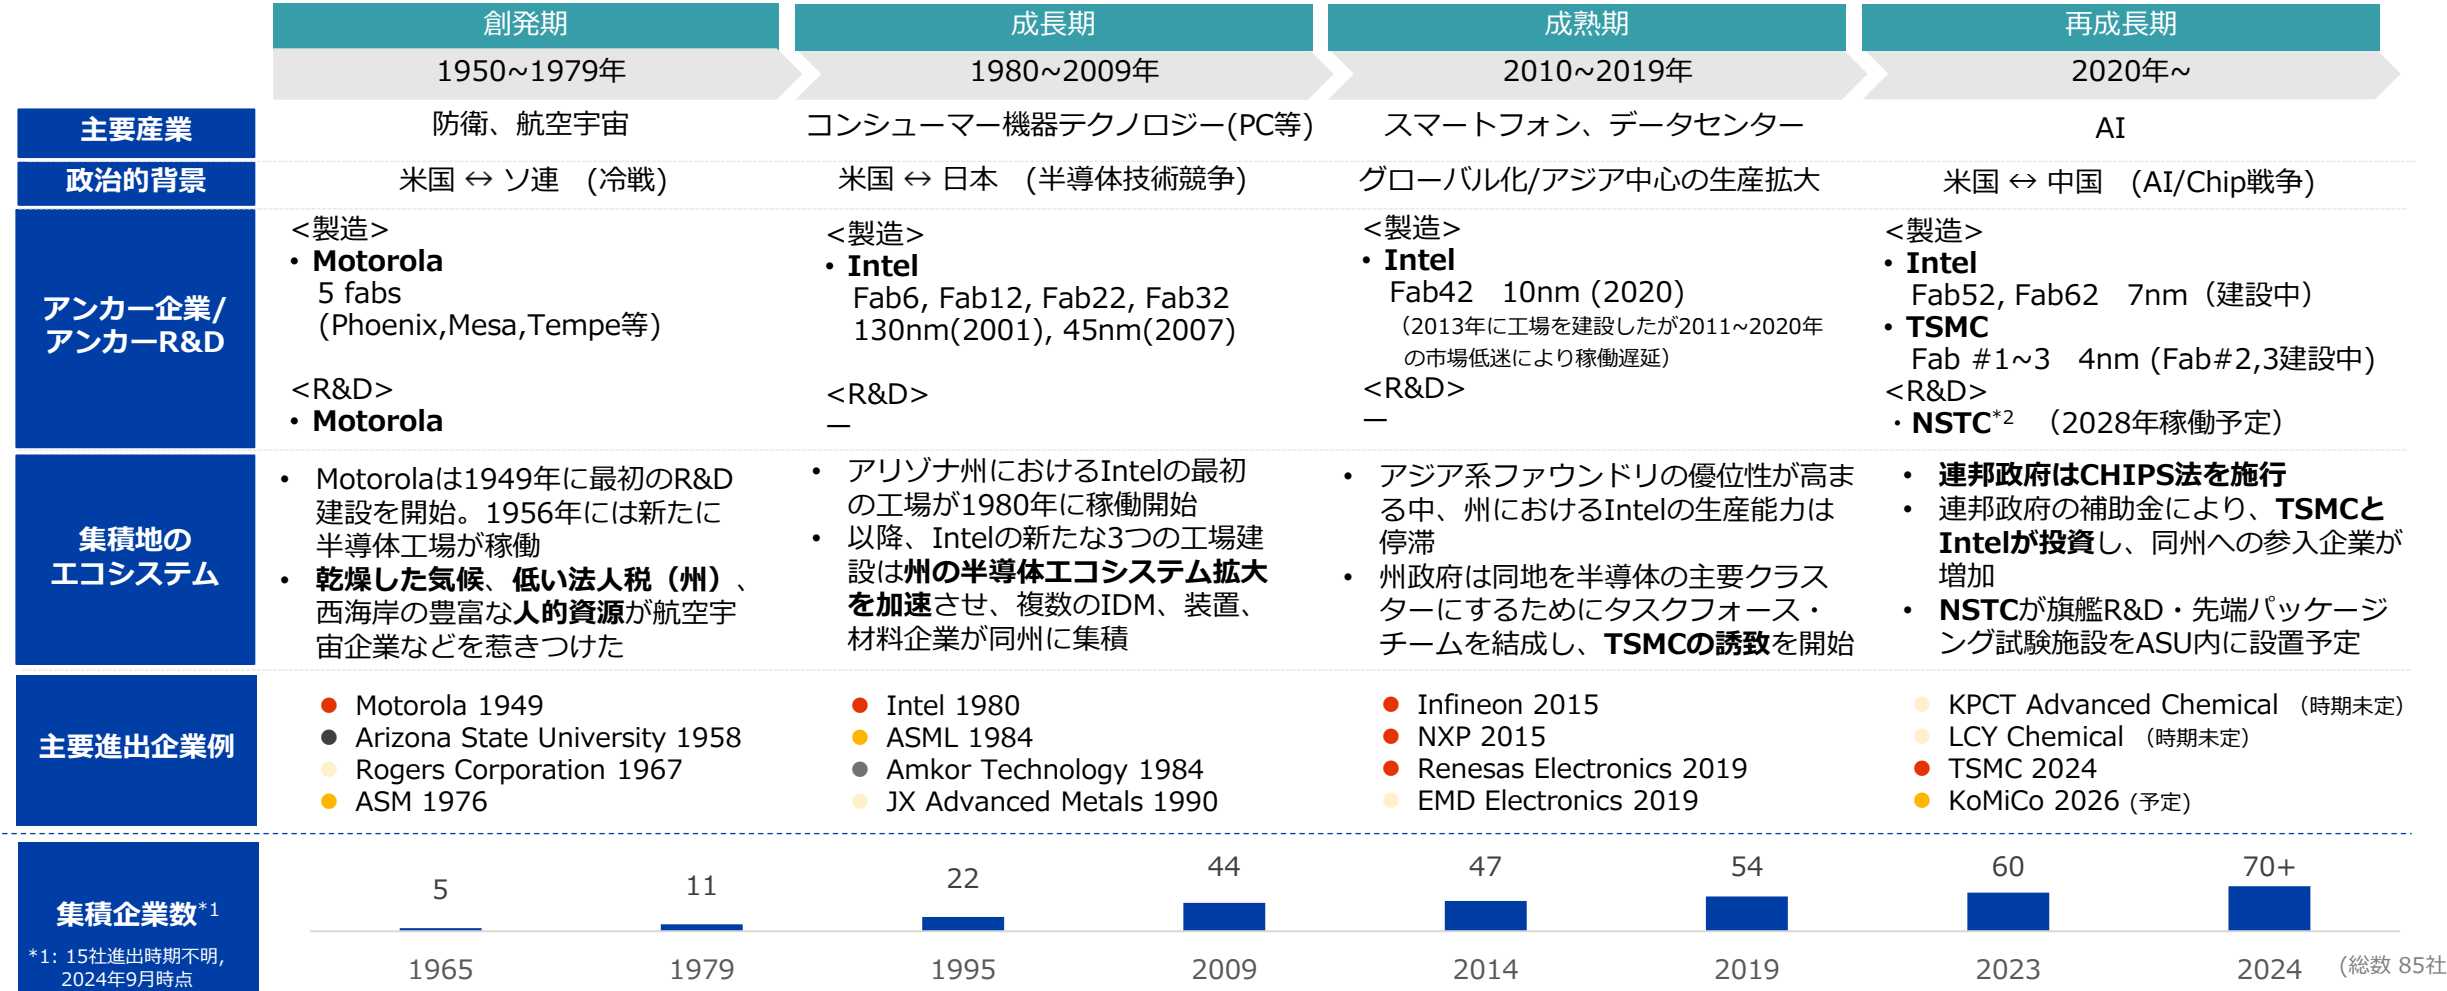 創発期
成長期
成熟期
再成長期
1950~1979年
1980~2009年
2010~2019年
2020年~
主要産業
防衛、航空宇宙
コンシューマー機器テクノロジー(PC等)
スマートフォン、データセンター
AI
政治的背景
米国 ↔ ソ連 (冷戦)
米国 ↔ 日本 (半導体技術競争)
グローバル化/アジア中心の生産拡大
米国 ↔ 中国 (AI/Chip戦争)
アンカー企業/
アンカーR&D
<製造>
• Motorola
5 fabs
(Phoenix,Mesa,Tempe等)
<R&D>
• Motorola
<製造>
• Intel
Fab6, Fab12, Fab22, Fab32
130nm(2001), 45nm(2007)
<R&D>
ー
<製造>
• Intel
Fab42 10nm (2020)
（2013年に工場を建設したが2011~2020年
の市場低迷により稼働遅延）
<R&D>
ー
<製造>
• Intel
Fab52, Fab62 7nm（建設中）
• TSMC
Fab #1~3 4nm (Fab#2,3建設中)
<R&D>
・NSTC*2 （2028年稼働予定）
集積地の
エコシステム
• Motorolaは1949年に最初のR&D
建設を開始。1956年には新たに
半導体工場が稼働
• 乾燥した気候、低い法人税（州）、
西海岸の豊富な人的資源が航空宇
宙企業などを惹きつけた
• アリゾナ州におけるIntelの最初
の工場が1980年に稼働開始
• 以降、Intelの新たな3つの工場建
設は州の半導体エコシステム拡大
を加速させ、複数のIDM、装置、
材料企業が同州に集積
• アジア系ファウンドリの優位性が高ま
る中、州におけるIntelの生産能力は
停滞
• 州政府は同地を半導体の主要クラス
ターにするためにタスクフォース・
チームを結成し、TSMCの誘致を開始
• 連邦政府はCHIPS法を施行
• 連邦政府の補助金により、TSMCと
Intelが投資し、同州への参入企業が
増加
• NSTCが旗艦R&D・先端パッケージ
ング試験施設をASU内に設置予定
主要進出企業例
● Motorola 1949
● Arizona State University 1958
● Rogers Corporation 1967
● ASM 1976
● Intel 1980
● ASML 1984
● Amkor Technology 1984
● JX Advanced Metals 1990
● Infineon 2015
● NXP 2015
● Renesas Electronics 2019
● EMD Electronics 2019
● KPCT Advanced Chemical （時期未定）
● LCY Chemical （時期未定）
● TSMC 2024
● KoMiCo 2026 (予定)
集積企業数*1
*1: 15社進出時期不明,
2024年9月時点
5
11
22
44
47
54
60
70+
1965
1979
1995
2009
2014
2019
2023
2024
(総数 85社